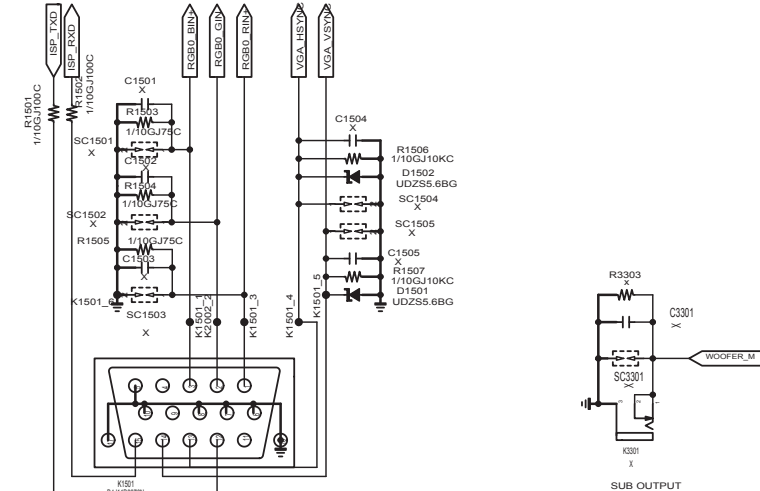 ISP_TXD
ISP_RXD
RGB0_BIN+
RGB0_GIN
RGB0_RIN+
VGA_HSYNC
VGA_VSYNC
R1501
1/10GJ100C
R1502
1/10GJ100C
C1501
X
R1503
1/10GJ75C
SC1501
X
C1502
X
R1504
1/10GJ75C
SC1502
X
R1505
1/10GJ75C
C1503
X
K1501_6
SC1503
X
K1501_1
K2002_2
K1501_3
K1501_4
K1501_5
C1504
X
R1506
1/10GJ10KC
D1502
UDZS5.6BG
SC1504
X
SC1505
X
C1505
X
R1507
1/10GJ10KC
D1501
UDZS5.6BG
K1501
R3303
X
C3301
X
WOOFER_M
SC3301
X
3
2
1
K3301
X
SUB OUTPUT